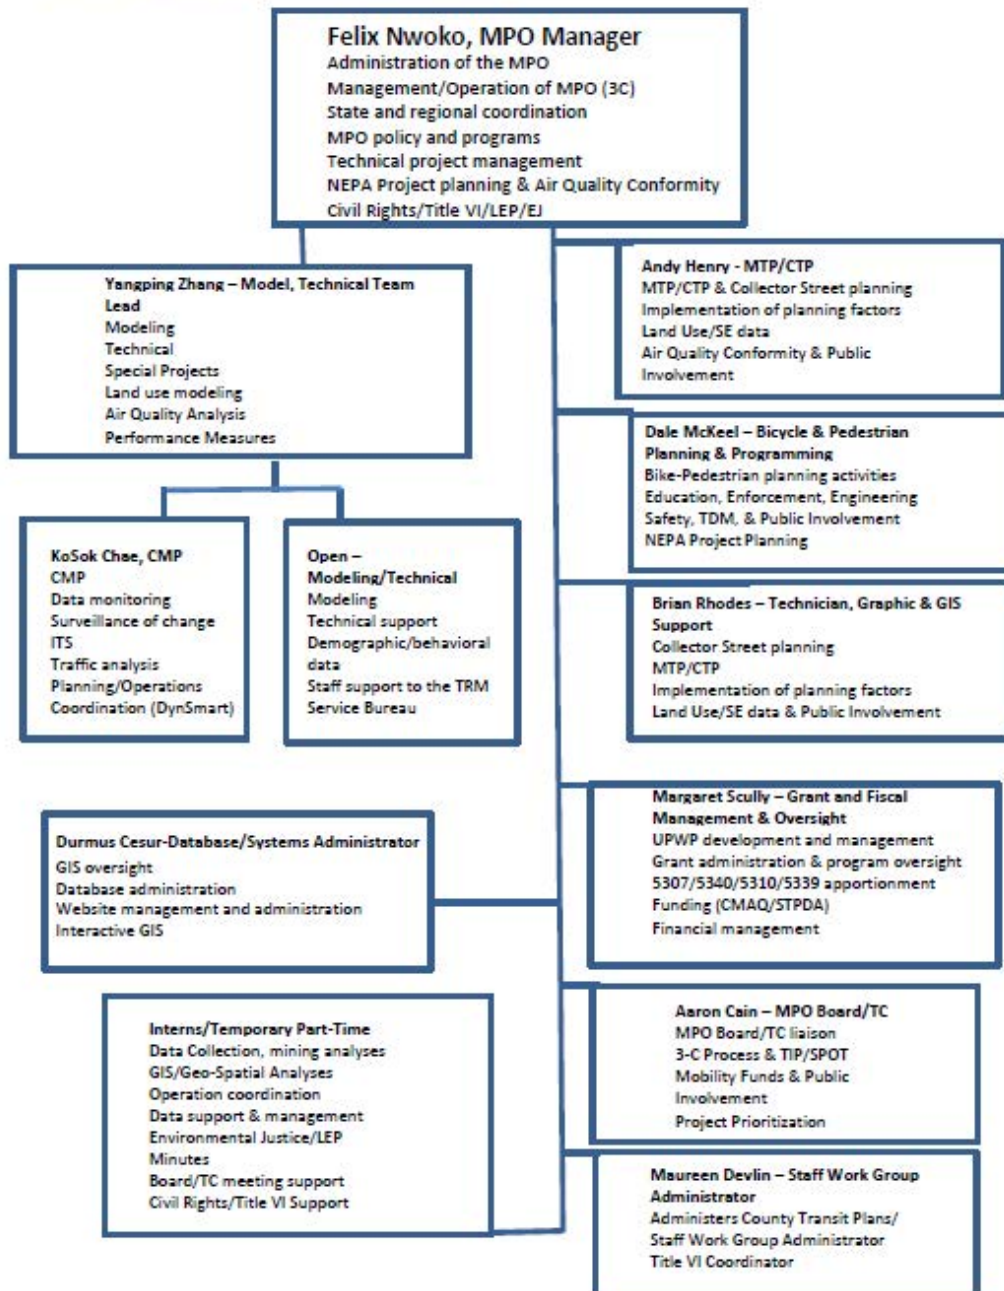 Felix Nwoko, MPO Manager
Administration of the MPO
Management/Operation of MPO (3C)
State and regional coordination
MPO policy and programs
Technical project management
NEPA Project planning & Air Quality Conformity
Civil Rights/Title VI/LEP/EJ
Yangping Zhang – Model, Technical Team
Lead
Modeling
Technical
Special Projects
Land use modeling
Air Quality Analysis
Performance Measures
KoSok Chae, CMP
CMP
Data monitoring
Surveillance of change
ITS
Traffic analysis
Planning/Operations
Coordination (DynSmart)
Open –
Modeling/Technical
Modeling
Technical support
Demographic/behavioral
data
Staff support to the TRM
Service Bureau
Andy Henry - MTP/CTP
MTP/CTP & Collector Street planning
Implementation of planning factors
Land Use/SE data
Air Quality Conformity & Public
Involvement
Dale McKeel – Bicycle & Pedestrian
Planning & Programming
Bike-Pedestrian planning activities
Education, Enforcement, Engineering
Safety, TDM, & Public Involvement
NEPA Project Planning
Brian Rhodes – Technician, Graphic & GIS
Support
Collector Street planning
MTP/CTP
Implementation of planning factors
Land Use/SE data & Public Involvement
Durmus Cesur-Database/Systems Administrator
GIS oversight
Database administration
Website management and administration
Interactive GIS
Margaret Scully – Grant and Fiscal
Management & Oversight
UPWP development and management
Grant administration & program oversight
5307/5340/5310/5339 apportionment
Funding (CMAQ/STPDA)
Financial management
Interns/Temporary Part-Time
Data Collection, mining analyses
GIS/Geo-Spatial Analyses
Operation coordination
Data support & management
Environmental Justice/LEP
Minutes
Board/TC meeting support
Civil Rights/Title VI Support
Aaron Cain – MPO Board/TC
MPO Board/TC liaison
3-C Process & TIP/SPOT
Mobility Funds & Public
Involvement
Project Prioritization
Maureen Devlin – Staff Work Group
Administrator
Administers County Transit Plans/
Staff Work Group Administrator
Title VI Coordinator